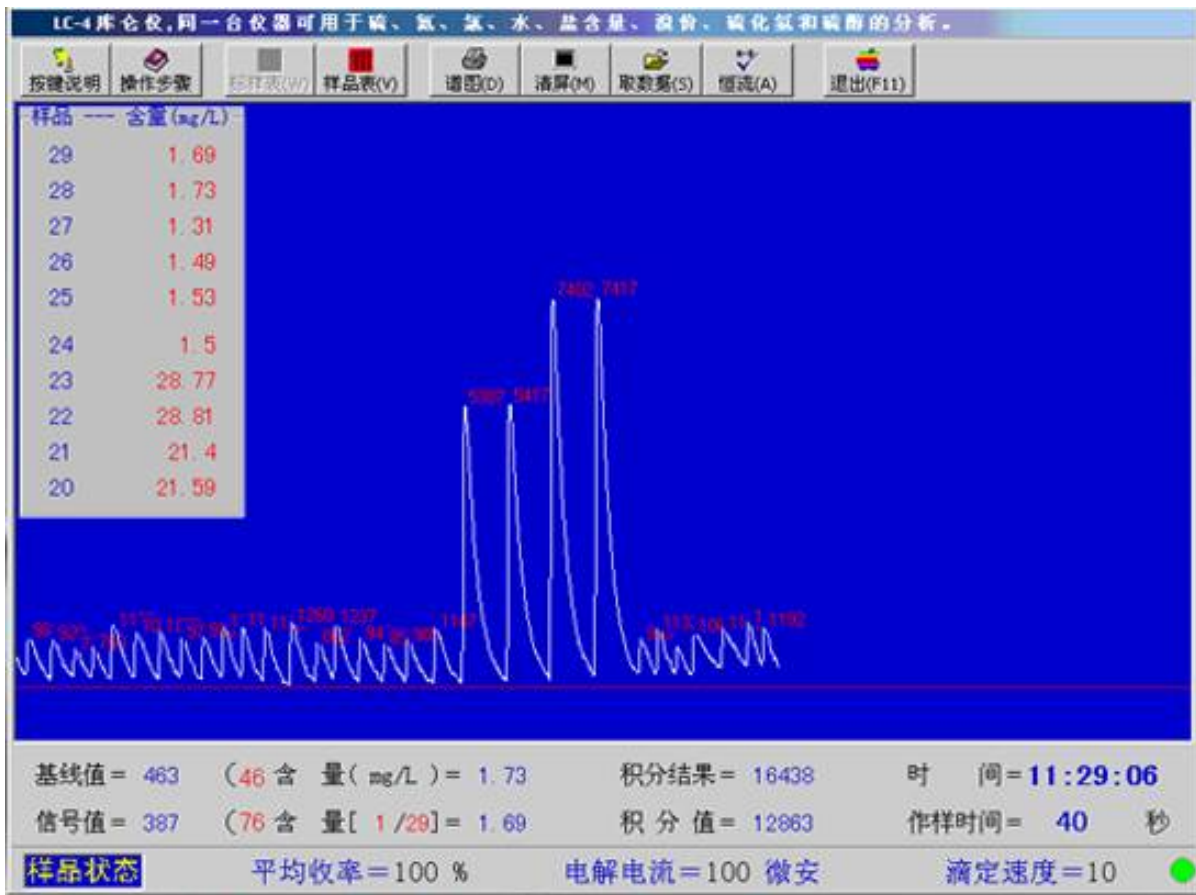 LC-4库仑仪,同一台仪器可用于硫、氮、氯、水、盐含量、溴价、硫化氢和硫醇的分析。
按键说明 操作步骤 标样表(W) 样品表(V) 谱图(D) 清屏(M) 取数据(S) 恒流(A) 退出(F11)
样品 --- 含量(mg/L)
29 1.69
28 1.73
27 1.31
26 1.49
25 1.53
24 1.5
23 28.77
22 28.81
21 21.4
20 21.59
7417
5417
1192
基线值= 463 (46 含 量( mg/L )= 1.73 积分结果= 16438 时 间=11:29:06
信号值= 387 (76 含 量[ 1 /29]= 1.69 积 分 值= 12863 作样时间= 40 秒
样品状态 平均收率=100 % 电解电流=100 微安 滴定速度=10